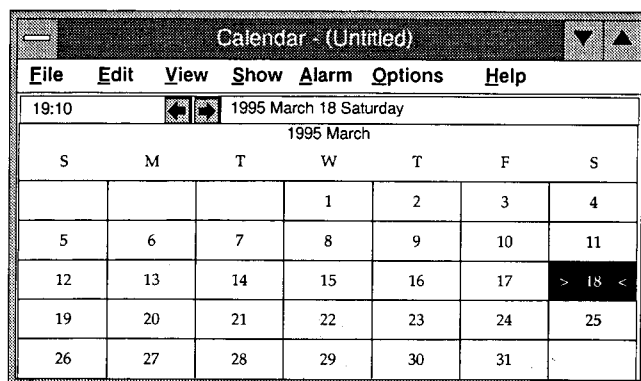 Calendar - (Untitled)
File Edit View Show Alarm Options Help
19:10 1995 March 18 Saturday
1995 March
S M T W T F S
1 2 3 4
5 6 7 8 9 10 11
12 13 14 15 16 17 > 18 <
19 20 21 22 23 24 25
26 27 28 29 30 31